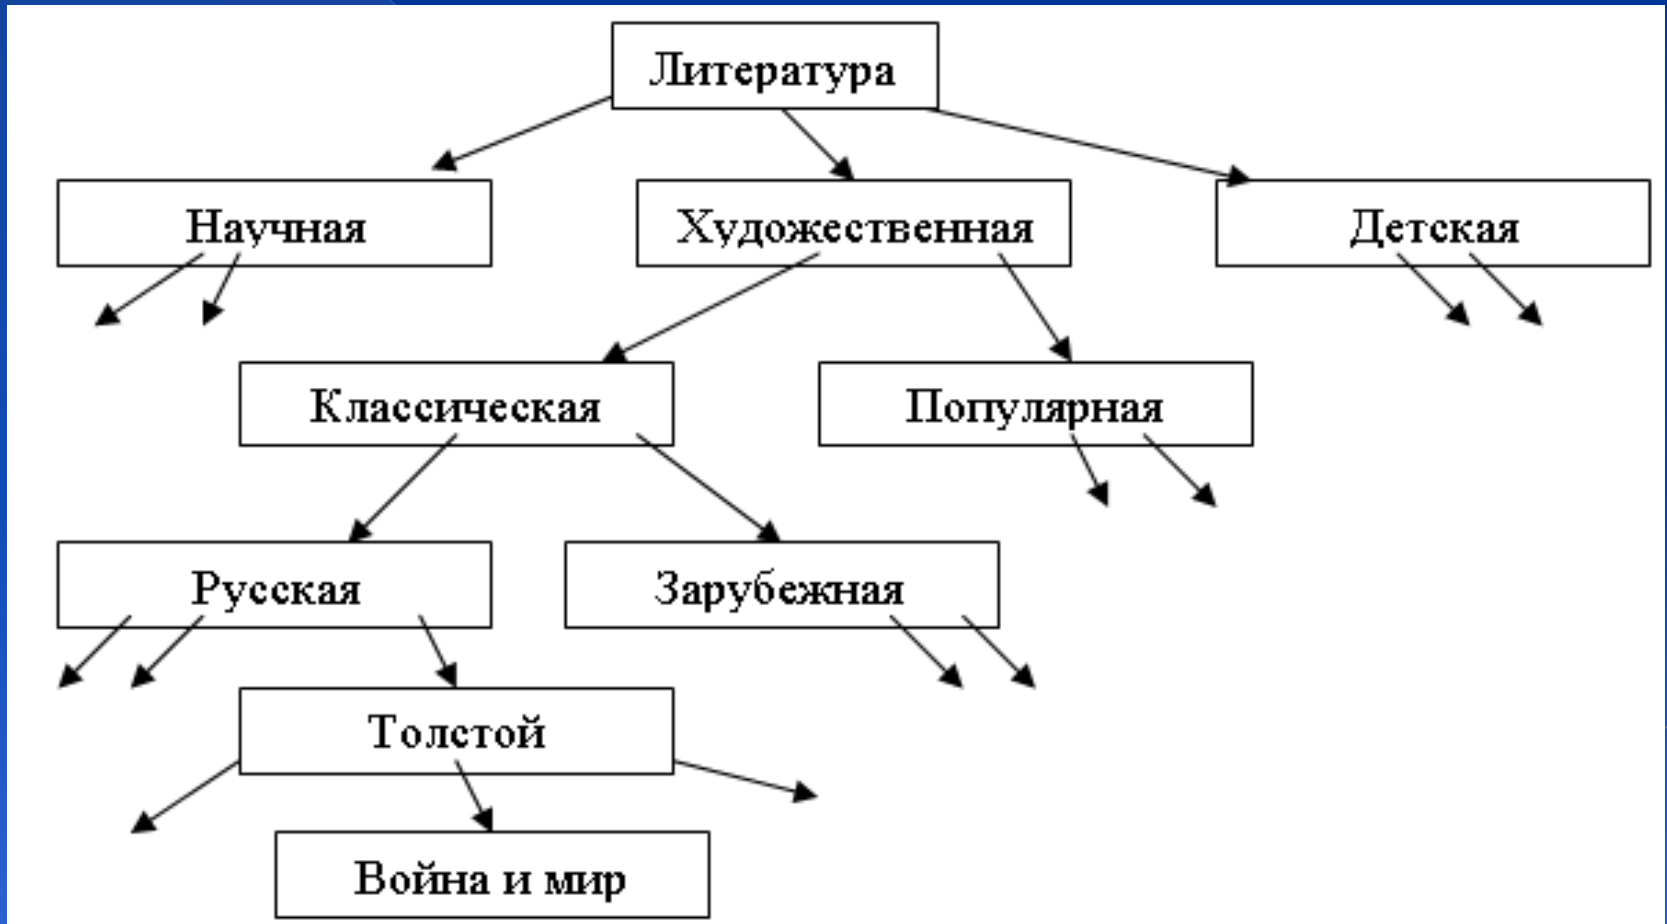 Литература
Научная
Художественная
Детская
Классическая
Популярная
Русская
Зарубежная
Толстой
Война и мир